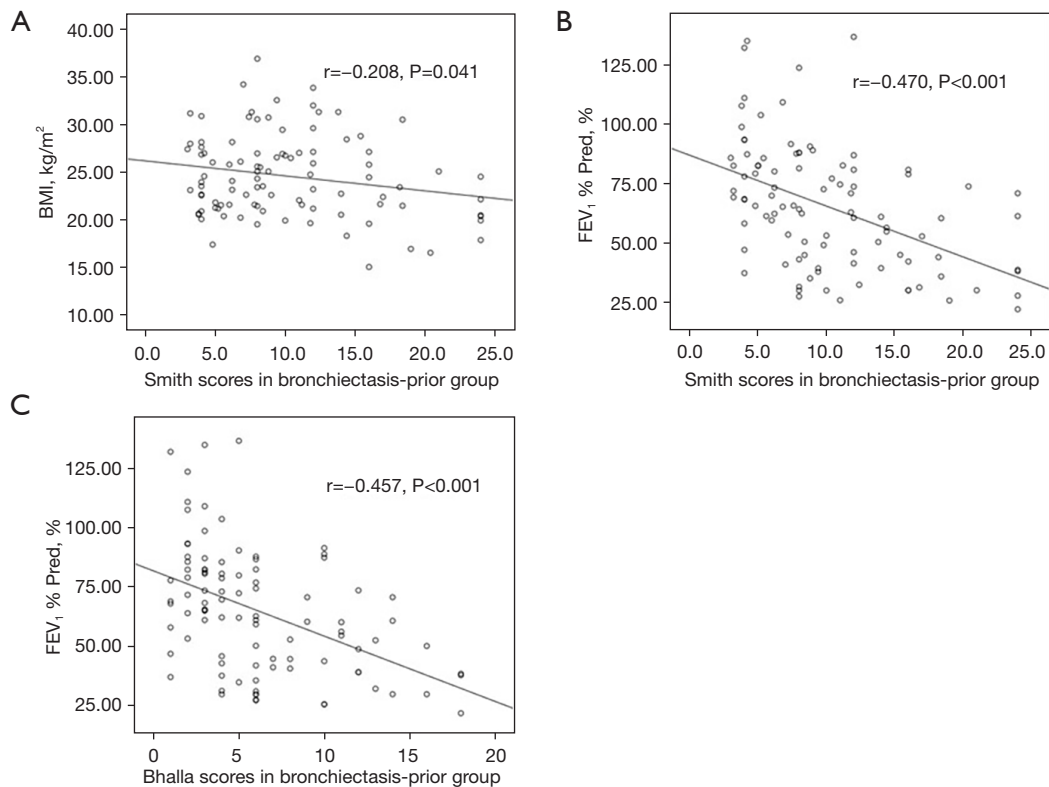 A
BMI, kg/m²
40.00
35.00
30.00
25.00
20.00
15.00
10.00
r=−0.208, P=0.041
0.0 5.0 10.0 15.0 20.0 25.0
Smith scores in bronchiectasis-prior group
B
FEV₁ % Pred, %
125.00
100.00
75.00
50.00
25.00
r=−0.470, P<0.001
0.0 5.0 10.0 15.0 20.0 25.0
Smith scores in bronchiectasis-prior group
C
FEV₁ % Pred, %
125.00
100.00
75.00
50.00
25.00
r=−0.457, P<0.001
0 5 10 15 20
Bhalla scores in bronchiectasis-prior group